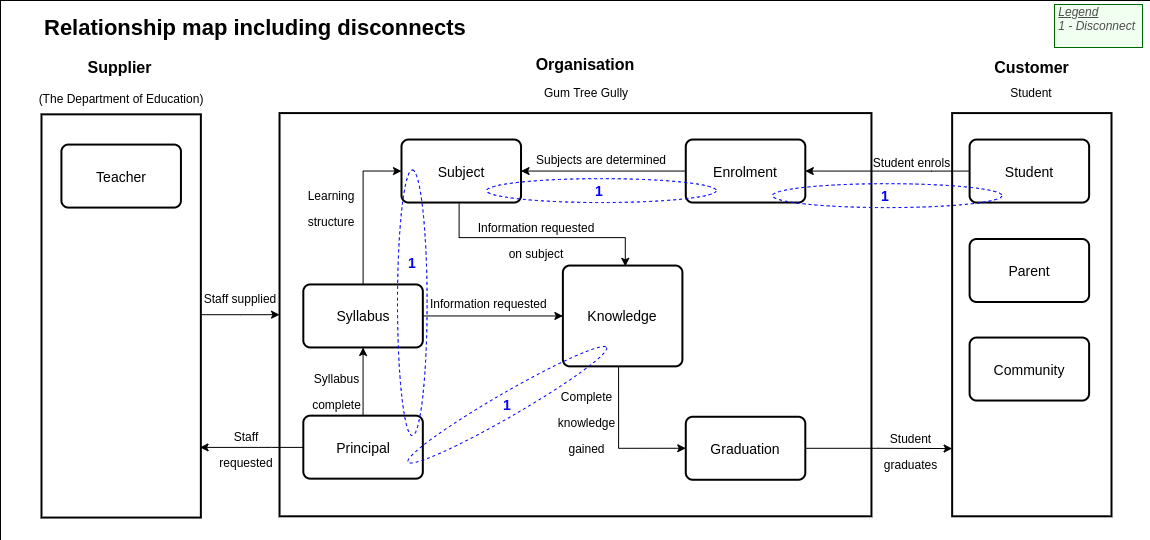 Relationship map including disconnects
Legend
1 - Disconnect
Supplier
Organisation
Customer
(The Department of Education)
Gum Tree Gully
Student
Teacher
Subject
Subjects are determined
Enrolment
Student enrols
Student
1
1
Learning
structure
Information requested
on subject
1
Parent
Staff supplied
Syllabus
Information requested
Knowledge
Community
Syllabus
complete
1
Complete
knowledge
gained
Staff
requested
Principal
Graduation
Student
graduates